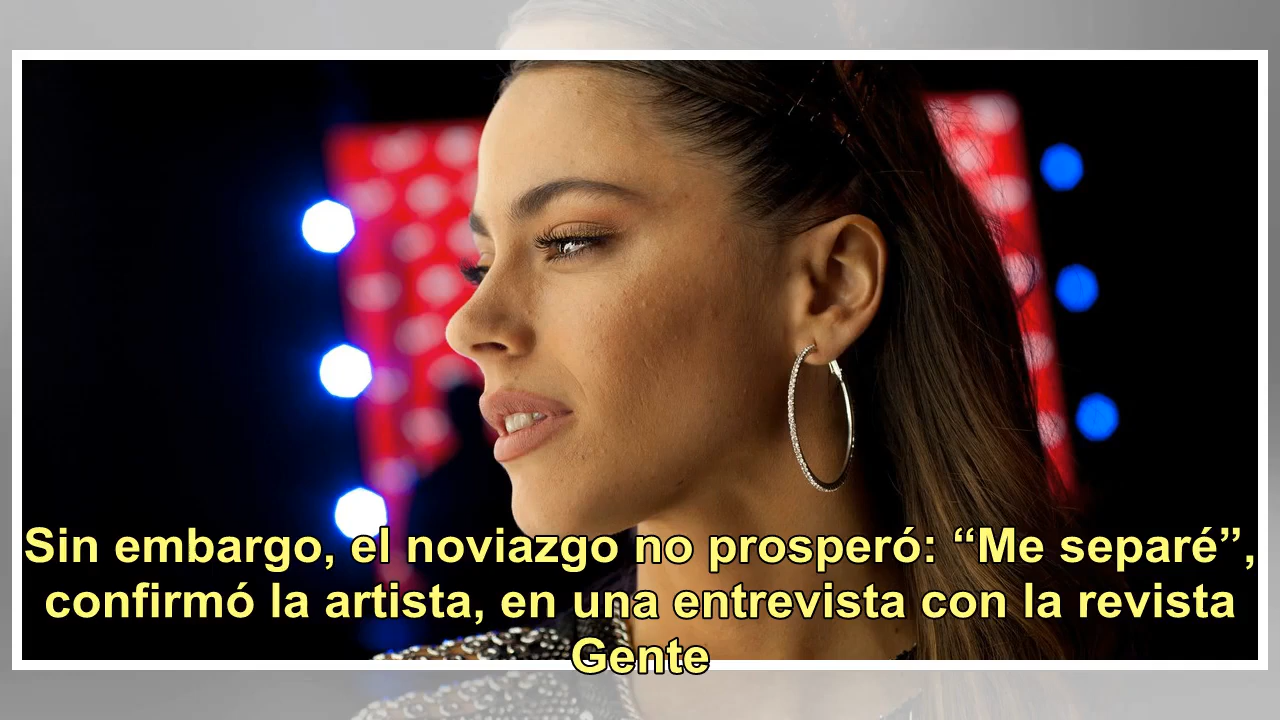 Sin embargo, el noviazgo no prosperó: “Me separé”,
confirmó la artista, en una entrevista con la revista
Gente